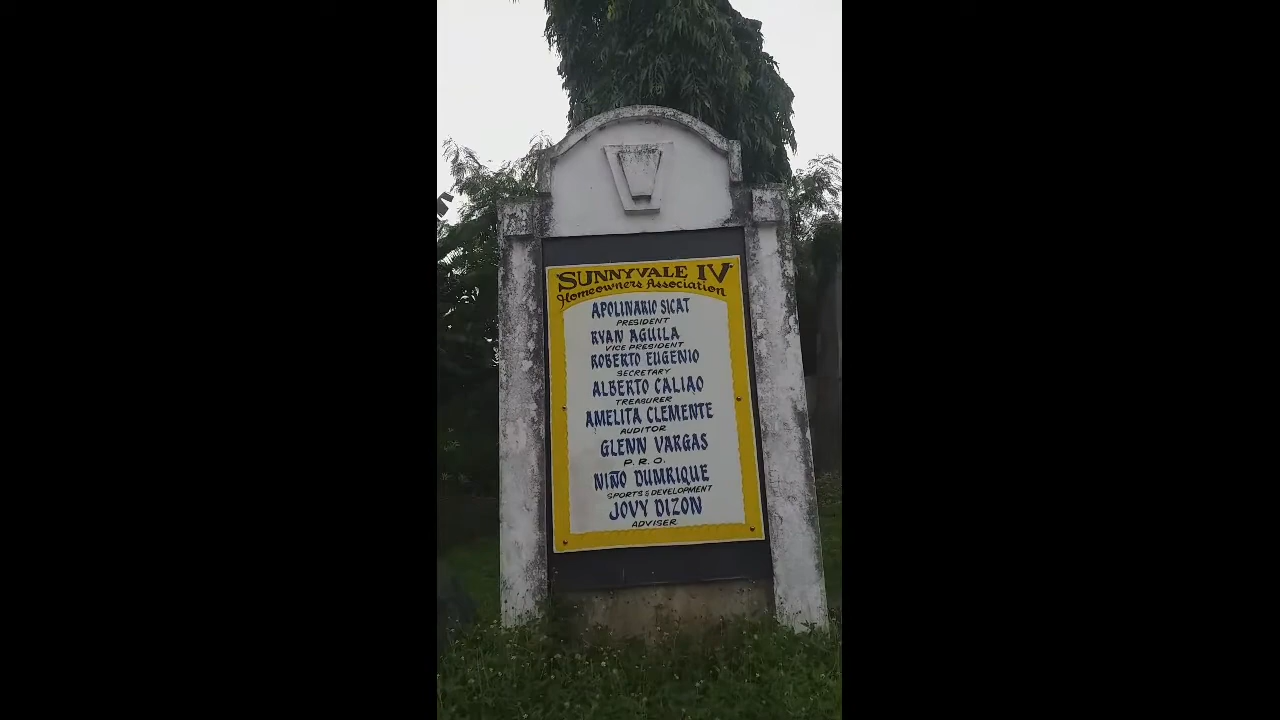 SUNNYVALE IV
Homeowners Association
APOLINARIO SICAT
PRESIDENT
RYAN AGUILA
VICE PRESIDENT
ROBERTO EUGENIO
SECRETARY
ALBERTO CALIAO
TREASURER
AMELITA CLEMENTE
AUDITOR
GLENN VARGAS
P.R.O.
NIÑO DUMRIQUE
SPORTS & DEVELOPMENT
JOVY DIZON
ADVISER